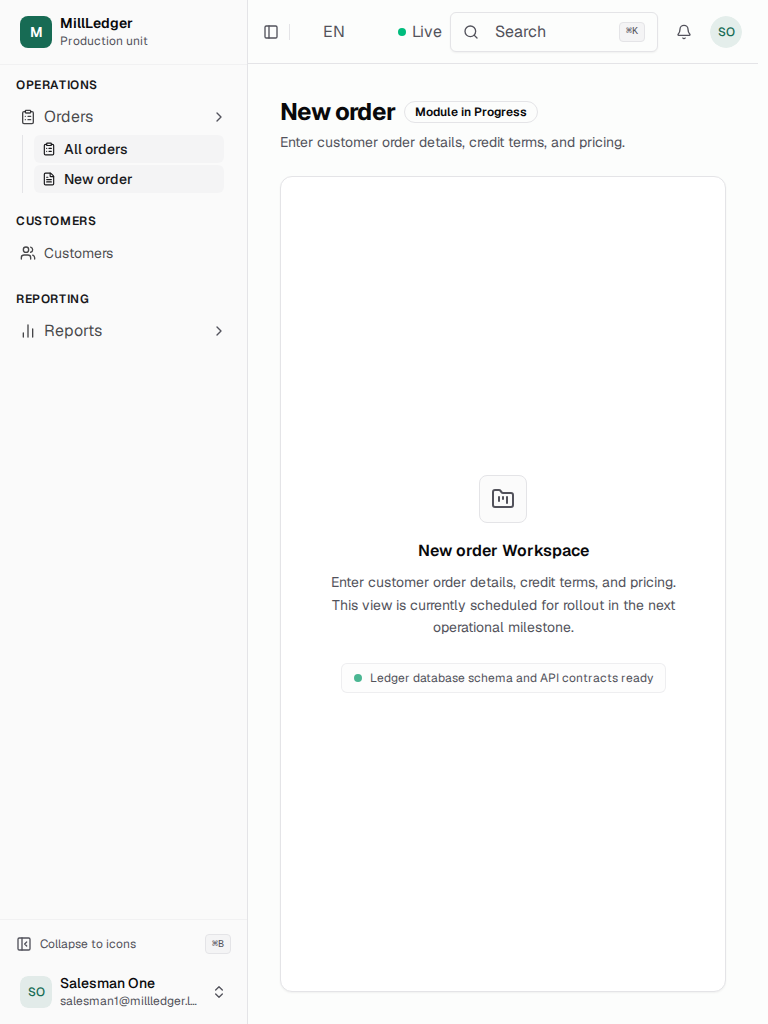 M
MillLedger
Production unit
OPERATIONS
Orders
All orders
New order
CUSTOMERS
Customers
REPORTING
Reports
Collapse to icons
⌘B
SO
Salesman One
salesman1@millledger.l…
EN
Live
Search
⌘K
SO
New order
Module in Progress
Enter customer order details, credit terms, and pricing.
New order Workspace
Enter customer order details, credit terms, and pricing.
This view is currently scheduled for rollout in the next
operational milestone.
Ledger database schema and API contracts ready